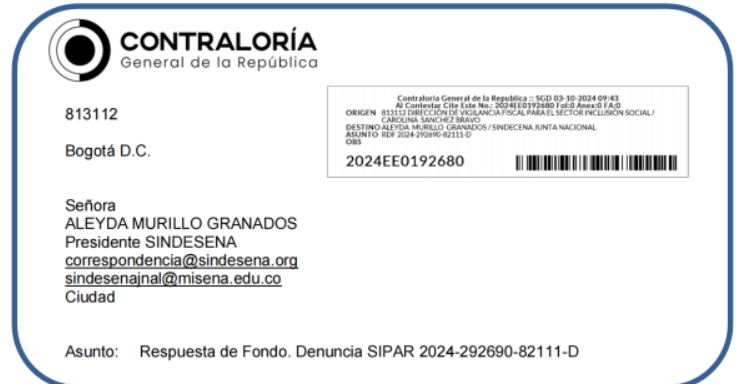 CONTRALORÍA
General de la República
Contraloria General de la Republica :: SGD 03-10-2024 09:43
Al Contestar Cite Este No.: 2024EE0192680 Fol:0 Anex:0 FA:0
ORIGEN 813112 DIRECCIÓN DE VIGILANCIA FISCAL PARA EL SECTOR INCLUSIÓN SOCIAL /
CAROLINA SANCHEZ BRAVO
DESTINO ALEYDA MURILLO GRANADOS / SINDECENA JUNTA NACIONAL
ASUNTO RDF 2024-292690-82111-D
OBS
2024EE0192680
813112
Bogotá D.C.
Señora
ALEYDA MURILLO GRANADOS
Presidente SINDESENA
correspondencia@sindesena.org
sindesenajnal@misena.edu.co
Ciudad
Asunto: Respuesta de Fondo. Denuncia SIPAR 2024-292690-82111-D